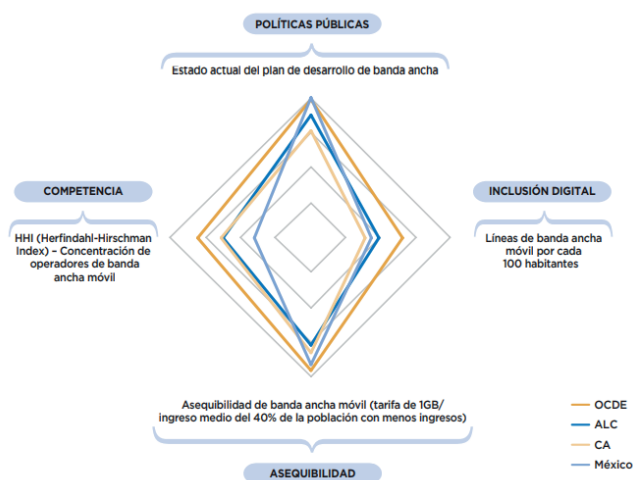 POLÍTICAS PÚBLICAS
Estado actual del plan de desarrollo de banda ancha
COMPETENCIA
HHI (Herfindahl-Hirschman
Index) – Concentración de
operadores de banda
ancha móvil
INCLUSIÓN DIGITAL
Líneas de banda ancha
móvil por cada
100 habitantes
Asequibilidad de banda ancha móvil (tarifa de 1GB/
ingreso medio del 40% de la población con menos ingresos)
ASEQUIBILIDAD
OCDE
ALC
CA
México